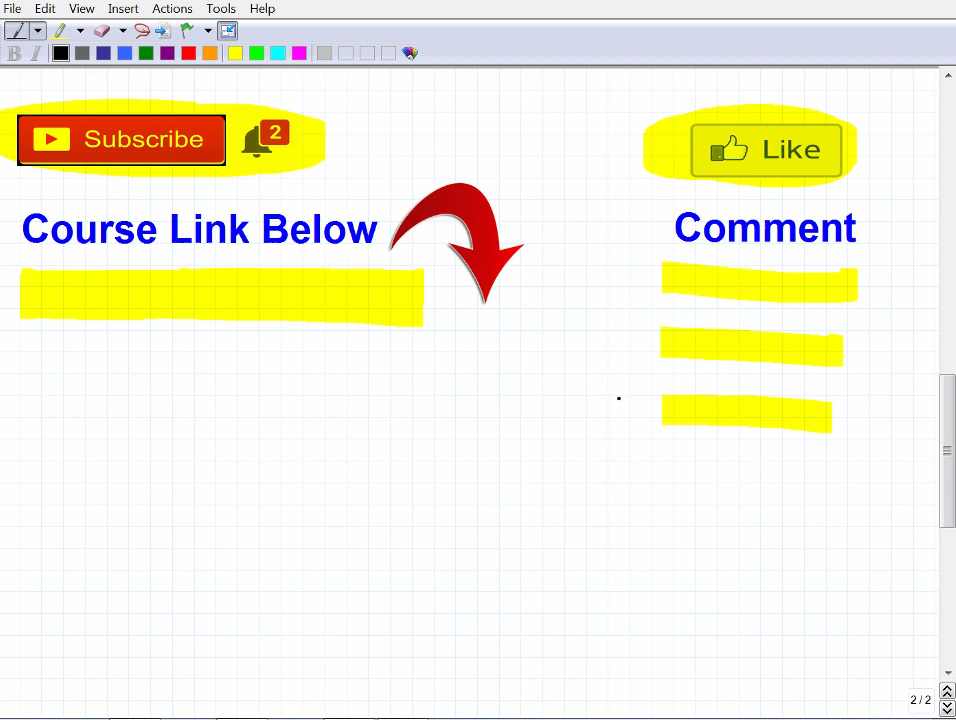 File Edit View Insert Actions Tools Help
B I
Subscribe 2
Like
Course Link Below
Comment
2 / 2